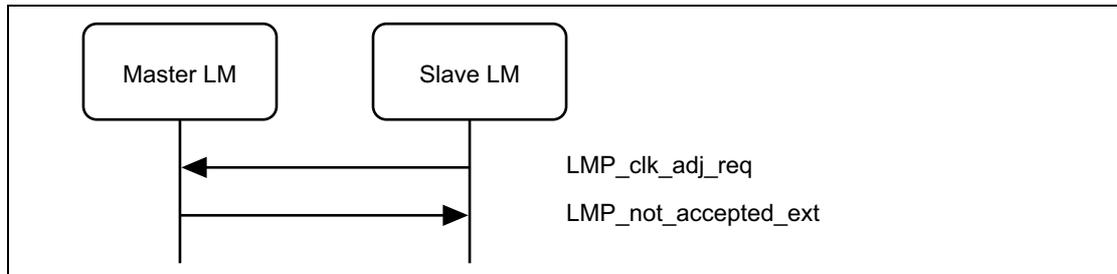 Master LM
Slave LM
LMP_clk_adj_req
LMP_not_accepted_ext